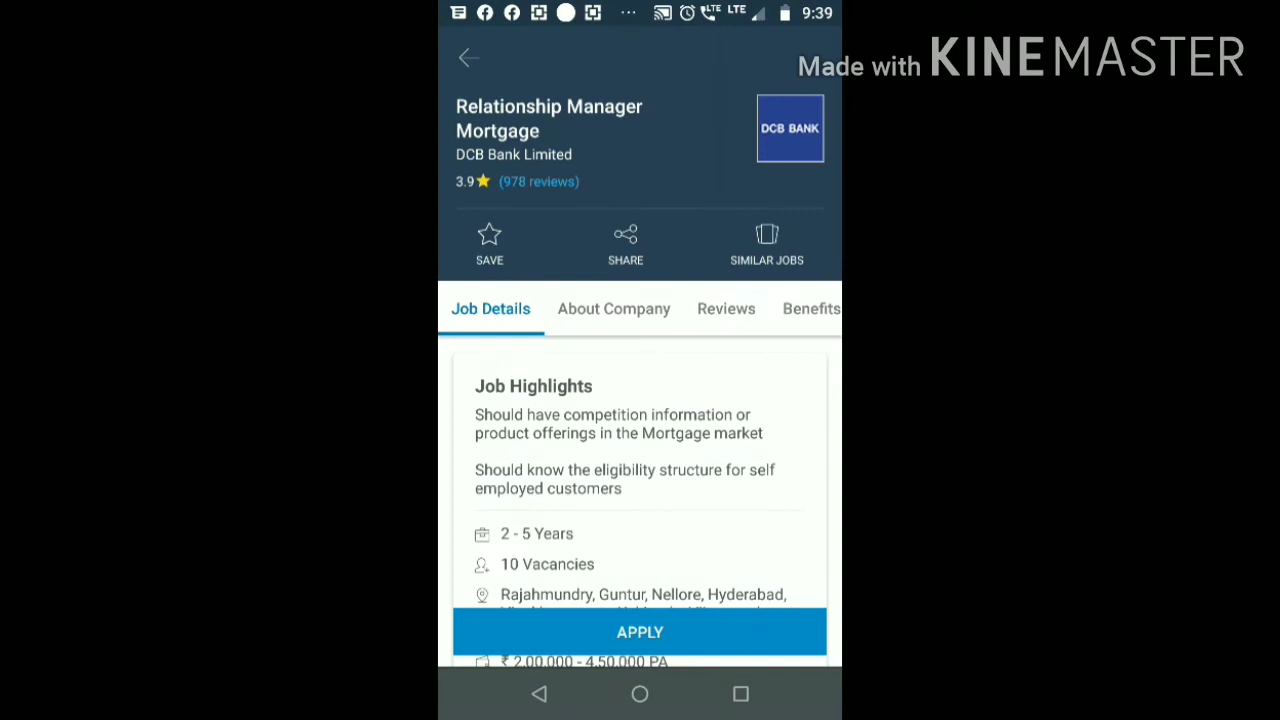 LTE LTE 9:39
Made with KINEMASTER
Relationship Manager
Mortgage
DCB Bank Limited
3.9 (978 reviews)
DCB BANK
SAVE
SHARE
SIMILAR JOBS
Job Details
About Company
Reviews
Benefits
Job Highlights
Should have competition information or
product offerings in the Mortgage market
Should know the eligibility structure for self
employed customers
2 - 5 Years
10 Vacancies
Rajahmundry, Guntur, Nellore, Hyderabad,
APPLY
₹ 2,00,000 - 4,50,000 PA